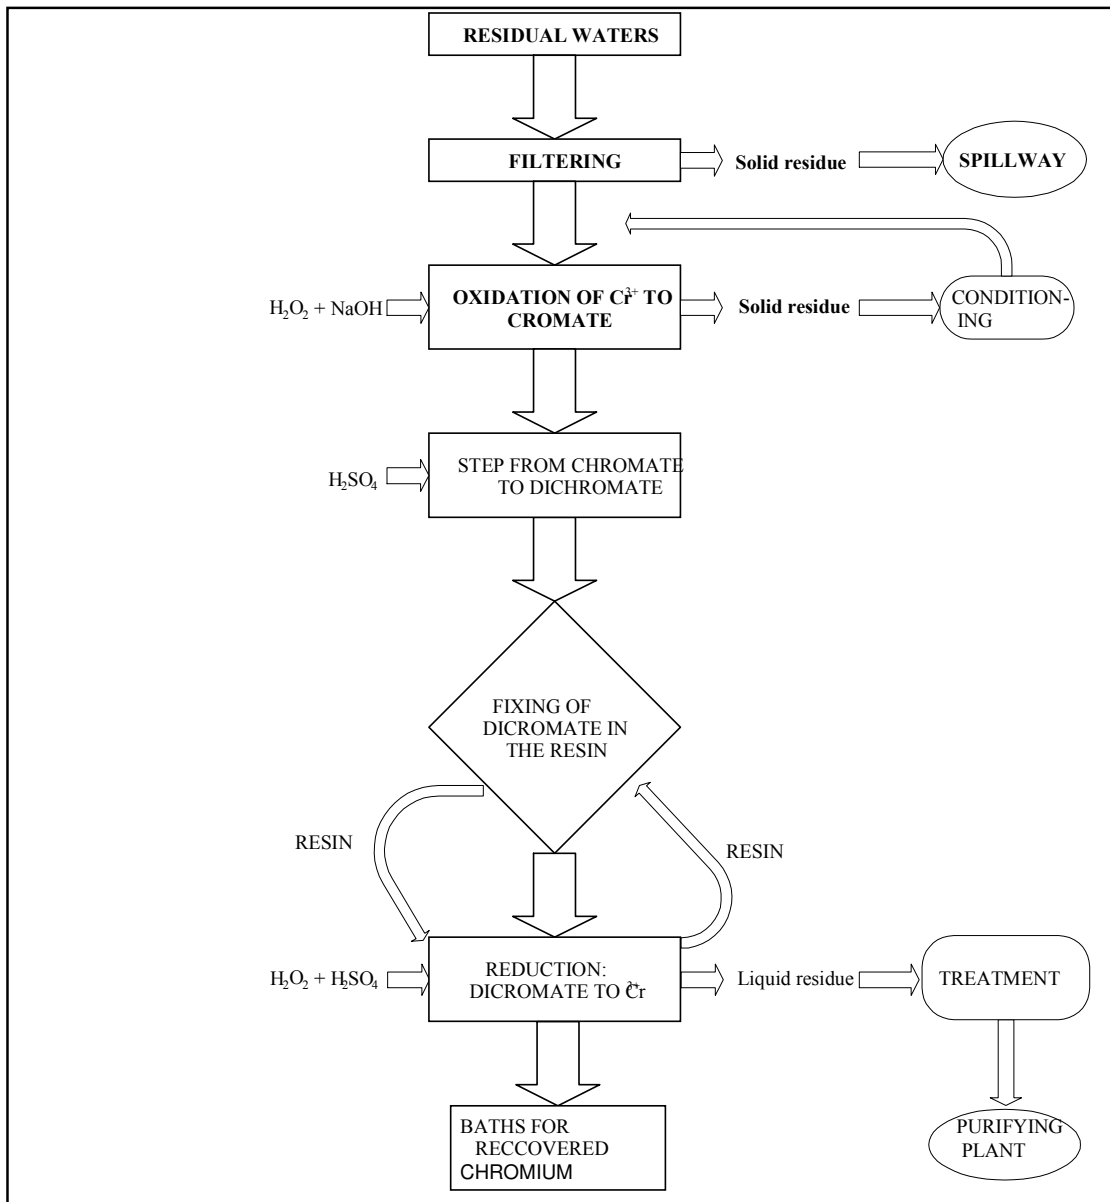 RESIDUAL WATERS
FILTERING
Solid residue
SPILLWAY
H₂O₂ + NaOH
OXIDATION OF Cr³⁺ TO
CROMATE
Solid residue
CONDITION-
ING
H₂SO₄
STEP FROM CHROMATE
TO DICHROMATE
FIXING OF
DICROMATE IN
THE RESIN
RESIN
RESIN
H₂O₂ + H₂SO₄
REDUCTION:
DICROMATE TO Cr³⁺
Liquid residue
TREATMENT
BATHS FOR
RECCOVERED
CHROMIUM
PURIFYING
PLANT